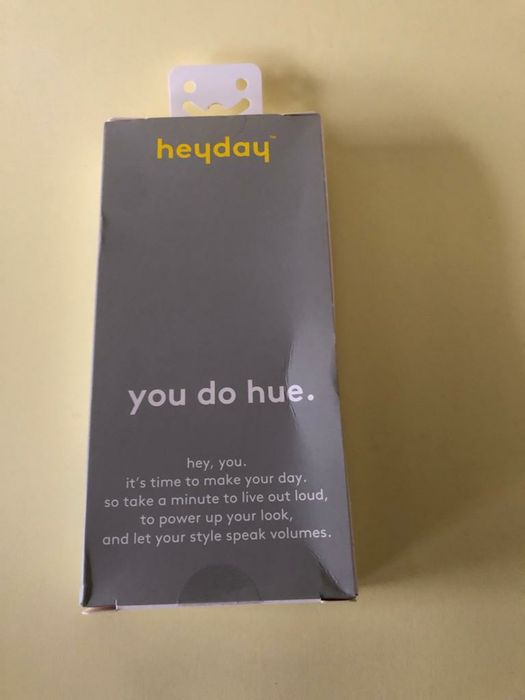 heyday™
you do hue.
hey, you.
it's time to make your day.
so take a minute to live out loud,
to power up your look,
and let your style speak volumes.